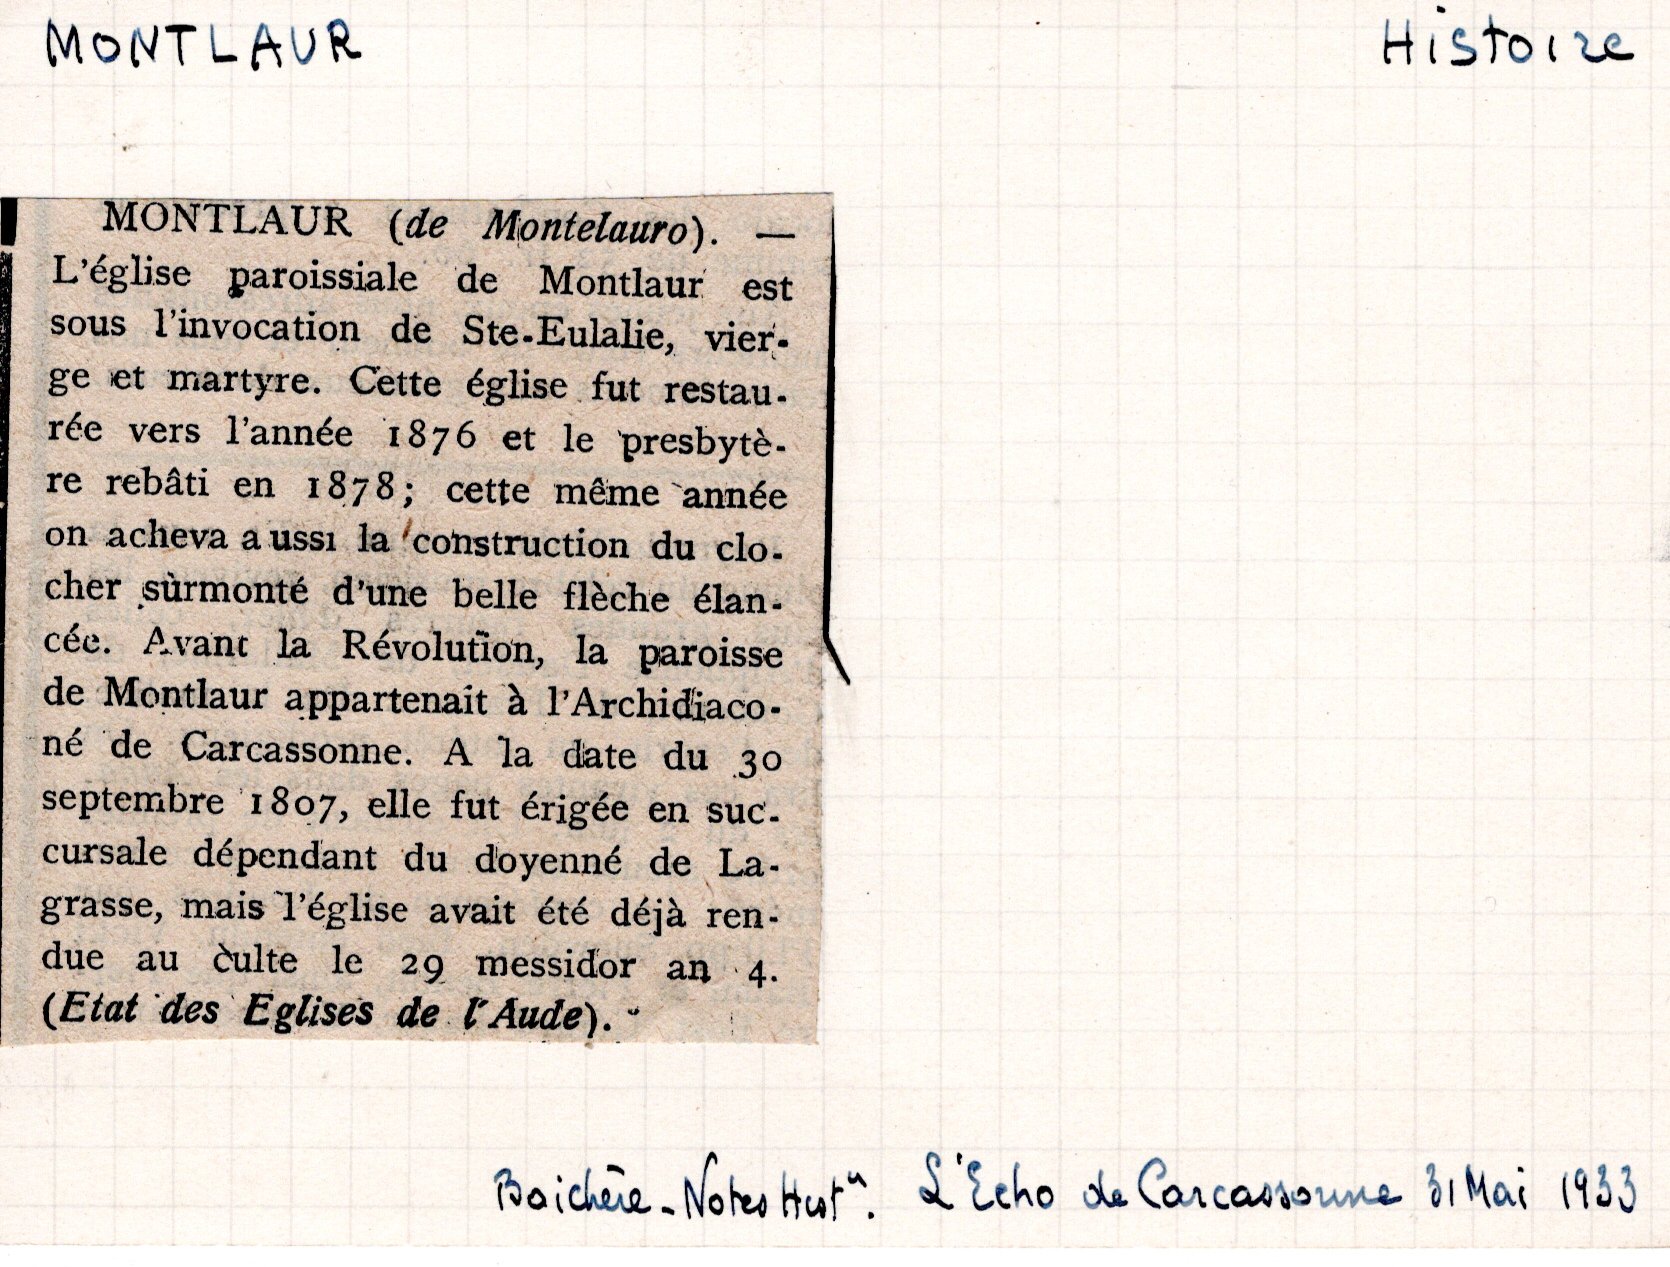 MONTLAUR Histoire
MONTLAUR (de Montelauro). —
L'église paroissiale de Montlaur est
sous l'invocation de Ste-Eulalie, vier-
ge et martyre. Cette église fut restau-
rée vers l'année 1876 et le presbytè-
re rebâti en 1878; cette même année
on acheva aussi la construction du clo-
cher surmonté d'une belle flèche élan-
cée. Avant la Révolution, la paroisse
de Montlaur appartenait à l'Archidiaco-
né de Carcassonne. A la date du 30
septembre 1807, elle fut érigée en suc-
cursale dépendant du doyenné de La-
grasse, mais l'église avait été déjà ren-
due au culte le 29 messidor an 4.
(Etat des Eglises de l'Aude).
Baichère - Notes Hist". L'Echo de Carcassonne 31 Mai 1933